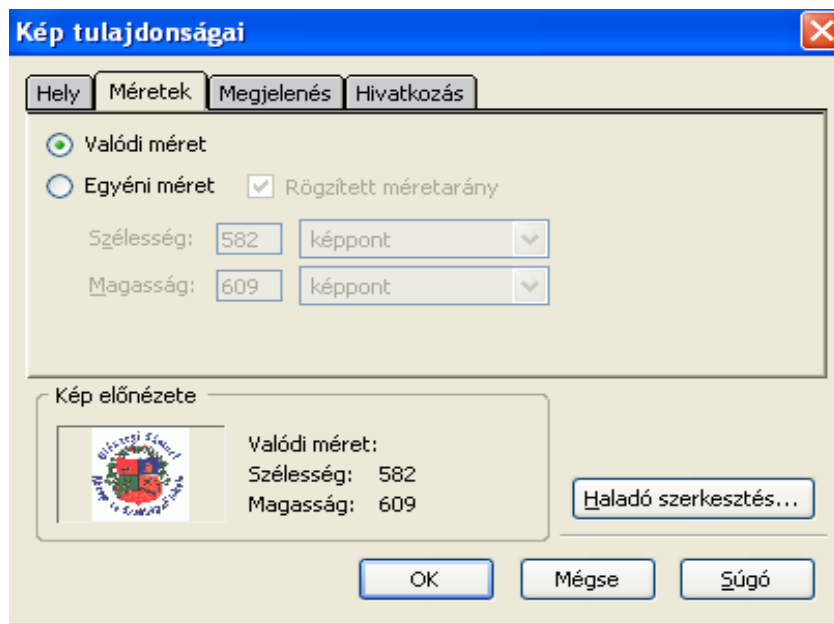 Kép tulajdonságai
Hely Méretek Megjelenés Hivatkozás
Valódi méret
Egyéni méret Rögzített méretarány
Szélesség: 582 képpont
Magasság: 609 képpont
Kép előnézete
Valódi méret:
Szélesség: 582
Magasság: 609
Haladó szerkesztés...
OK Mégse Súgó